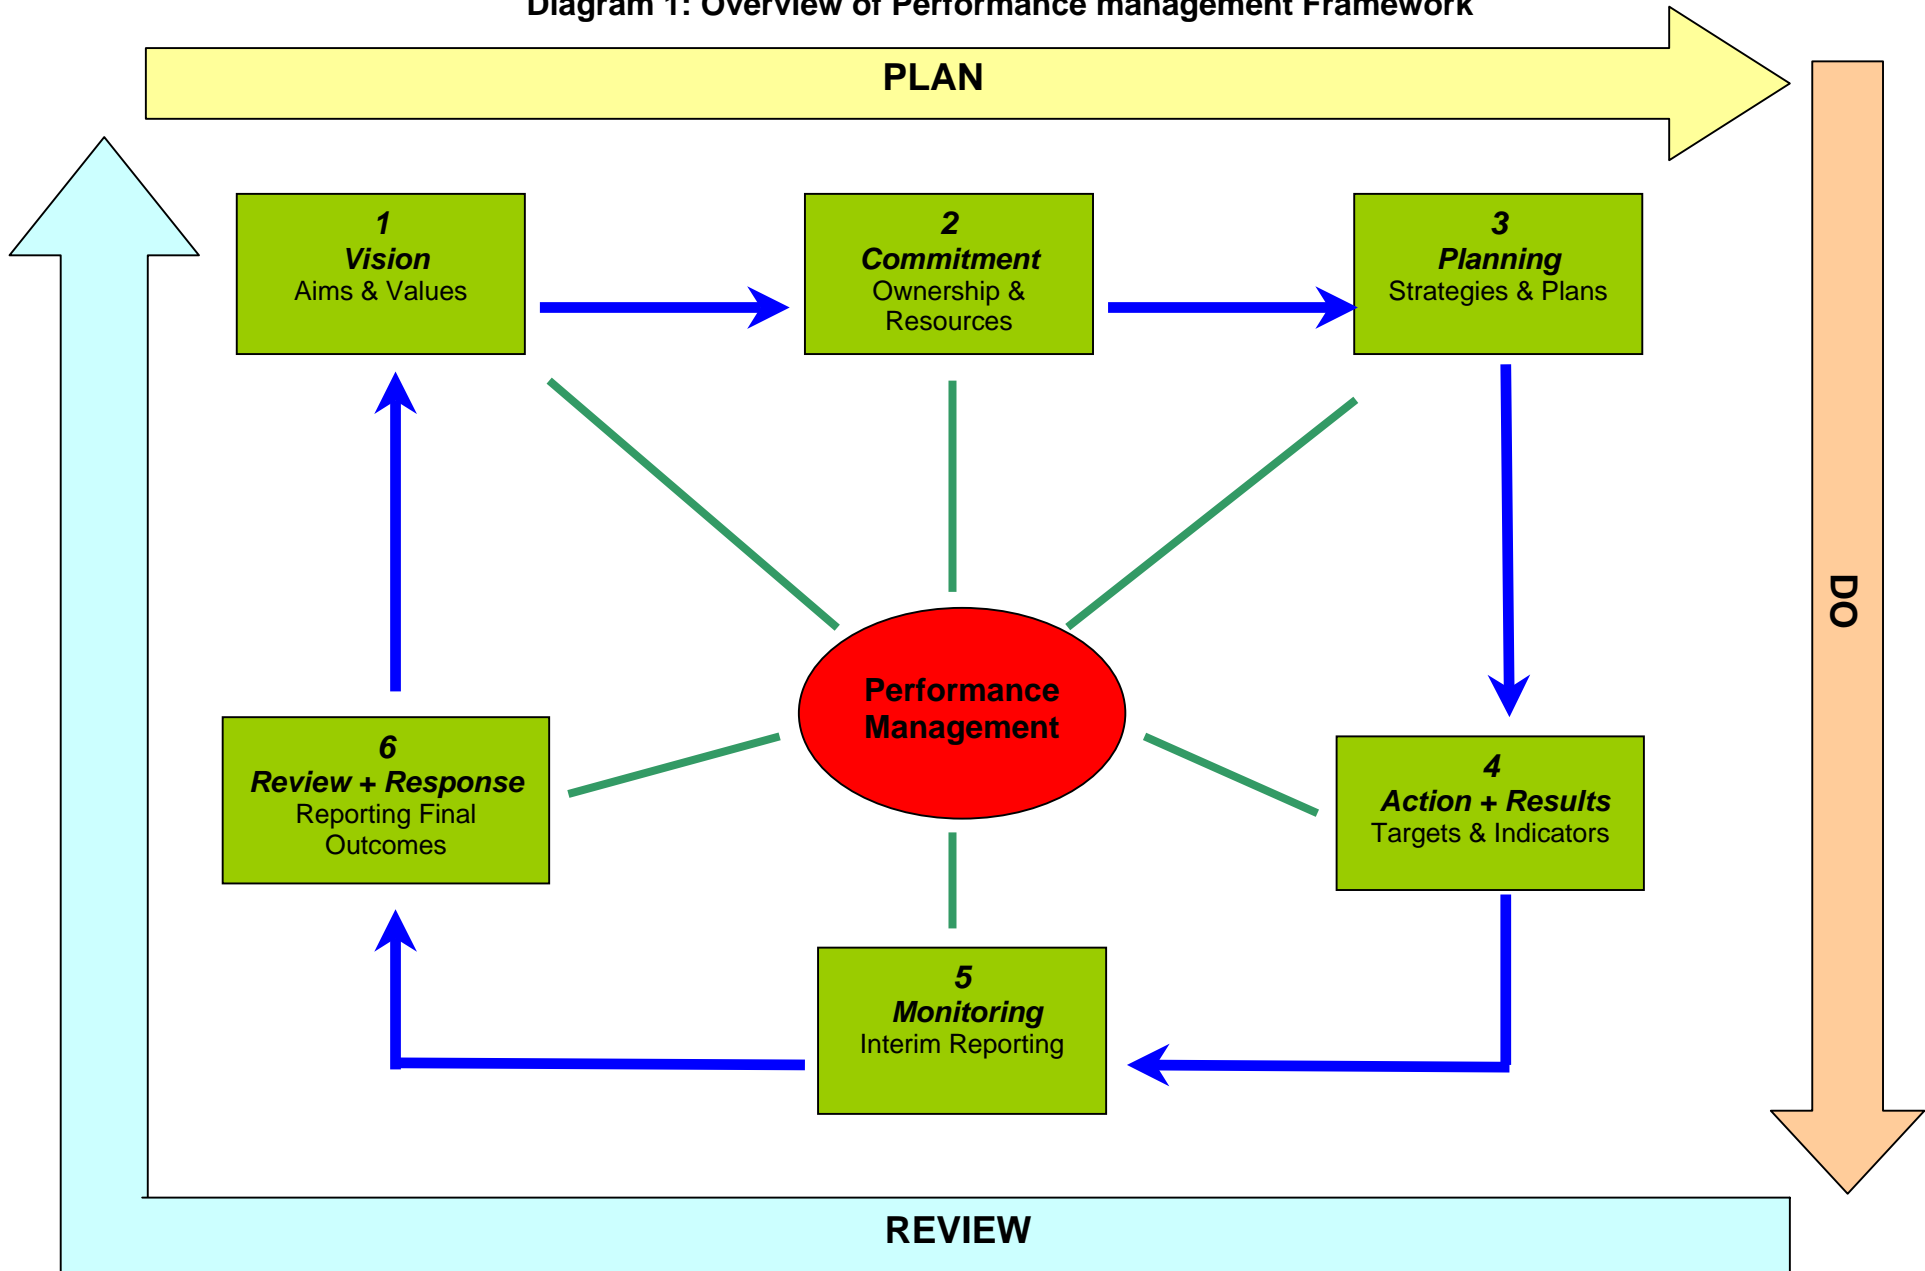 Diagram 1: Overview of Performance management Framework
PLAN
1
Vision
Aims & Values
2
Commitment
Ownership &
Resources
3
Planning
Strategies & Plans
DO
Performance
Management
6
Review + Response
Reporting Final
Outcomes
4
Action + Results
Targets & Indicators
5
Monitoring
Interim Reporting
REVIEW